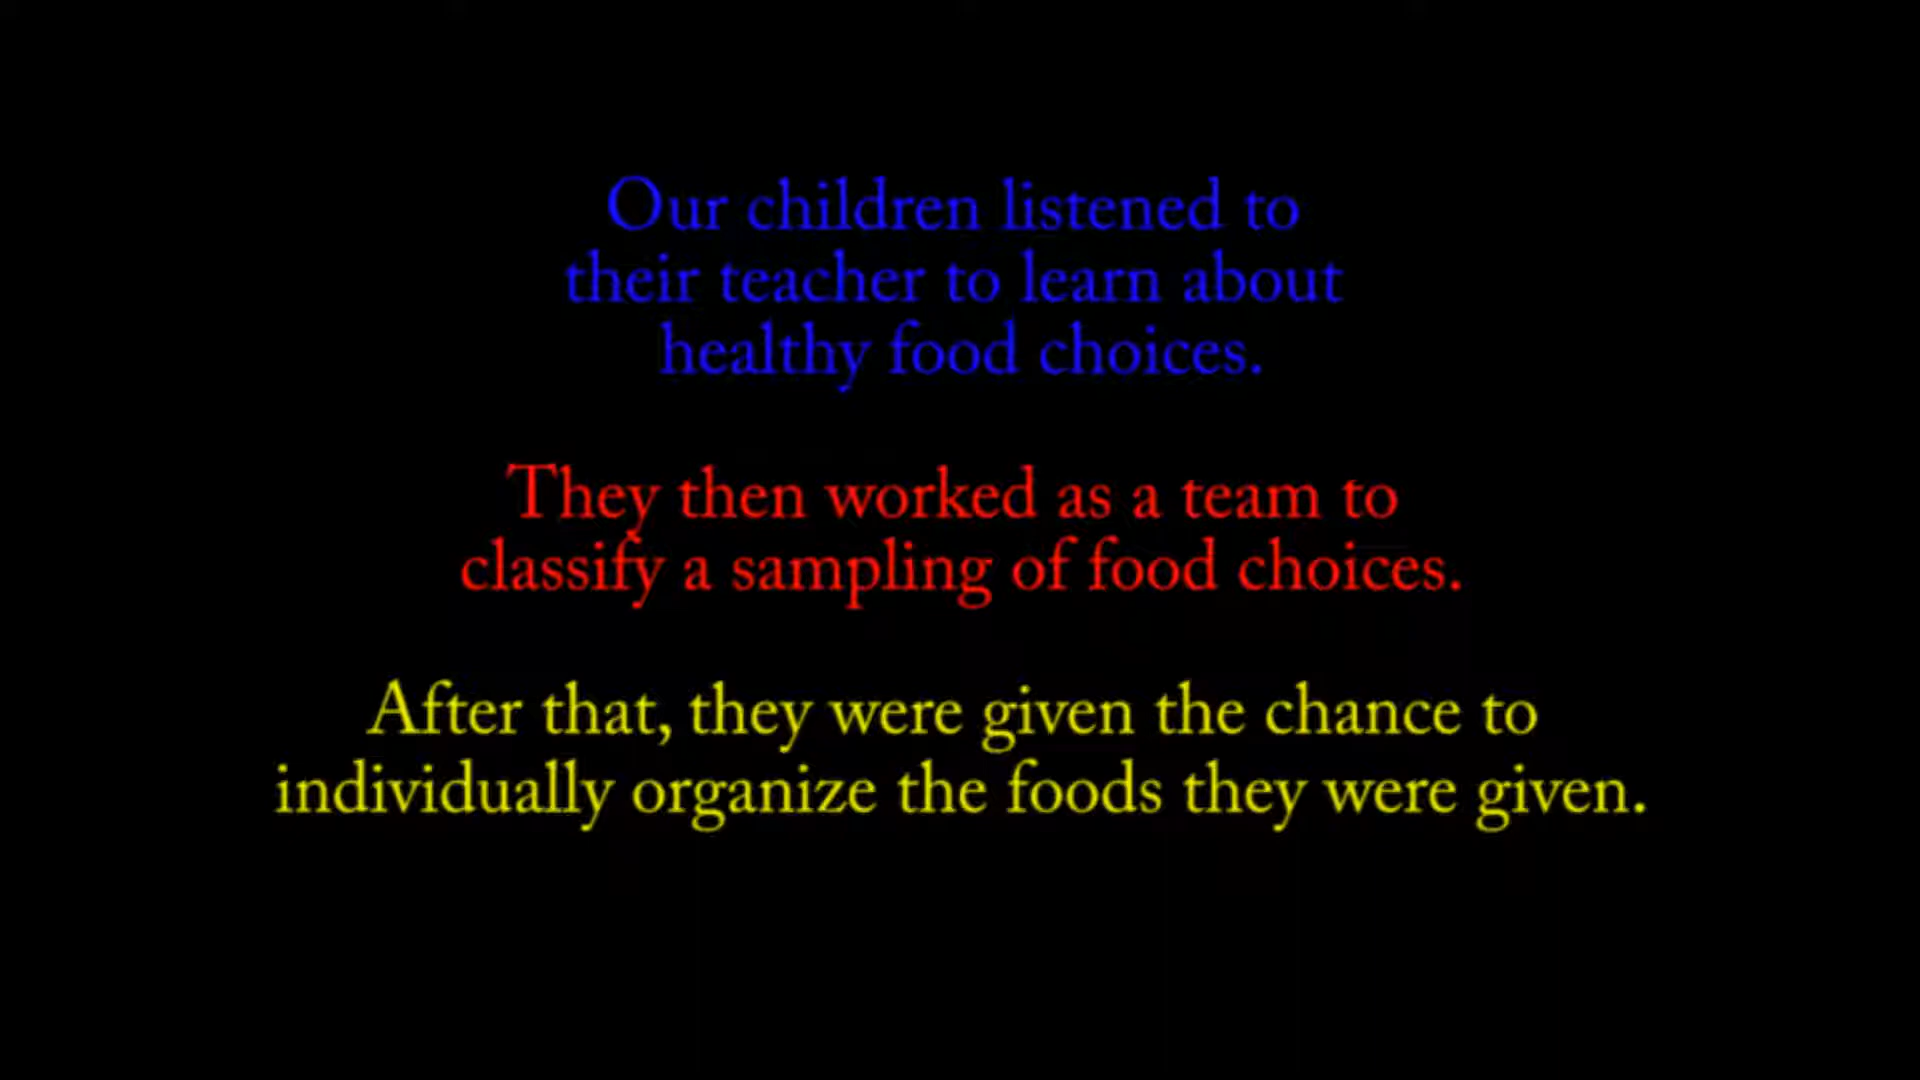 Our children listened to
their teacher to learn about
healthy food choices.
They then worked as a team to
classify a sampling of food choices.
After that, they were given the chance to
individually organize the foods they were given.